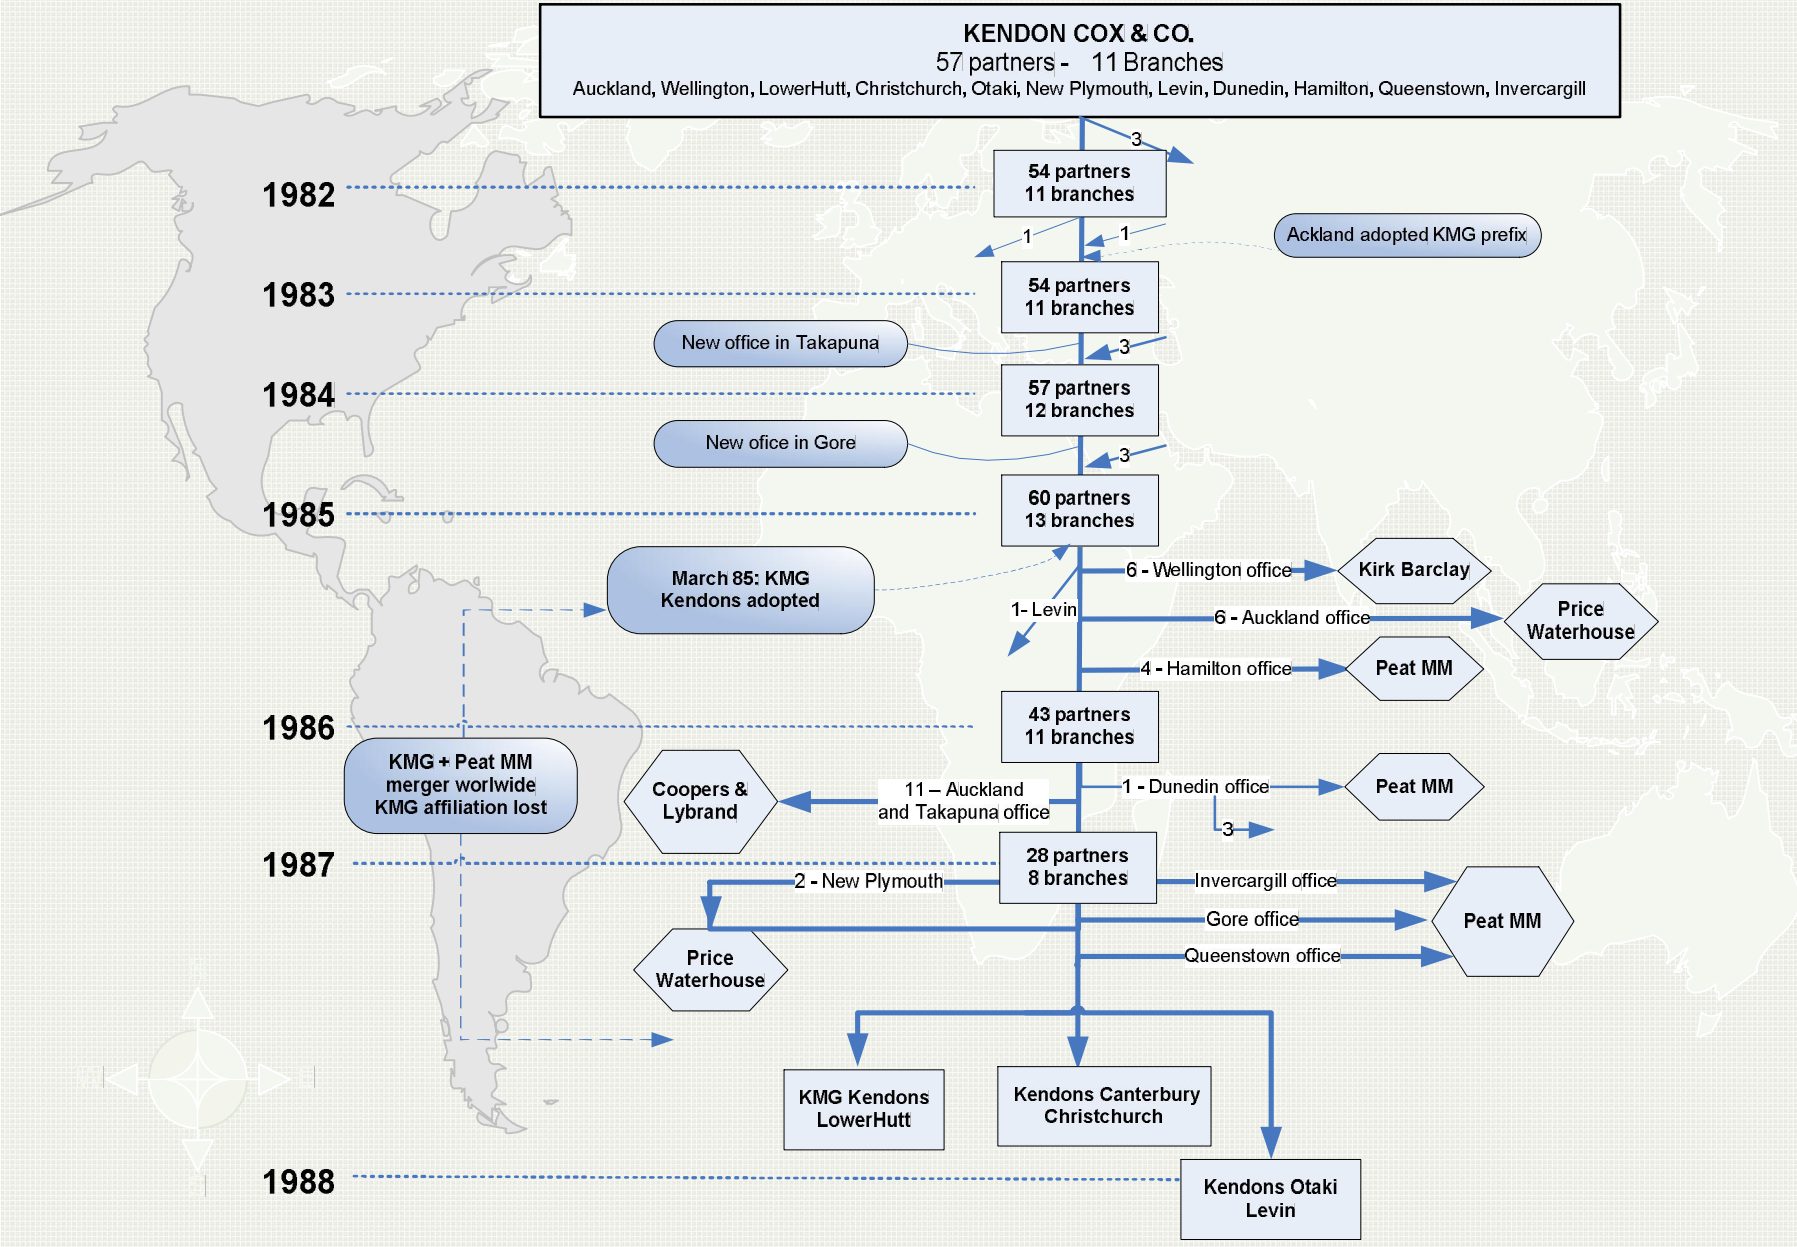 KENDON COX & CO.
57 partners - 11 Branches
Auckland, Wellington, LowerHutt, Christchurch, Otaki, New Plymouth, Levin, Dunedin, Hamilton, Queenstown, Invercargill
3
1982
54 partners
11 branches
1
1
Ackland adopted KMG prefix
1983
54 partners
11 branches
New office in Takapuna
3
1984
57 partners
12 branches
New ofice in Gore
3
1985
60 partners
13 branches
March 85: KMG
Kendons adopted
6 - Wellington office
Kirk Barclay
1- Levin
6 - Auckland office
Price
Waterhouse
4 - Hamilton office
Peat MM
1986
43 partners
11 branches
KMG + Peat MM
merger worlwide
KMG affiliation lost
Coopers &
Lybrand
11 – Auckland
and Takapuna office
1 - Dunedin office
Peat MM
3
1987
28 partners
8 branches
2 - New Plymouth
Invercargill office
Gore office
Queenstown office
Peat MM
Price
Waterhouse
KMG Kendons
LowerHutt
Kendons Canterbury
Christchurch
1988
Kendons Otaki
Levin